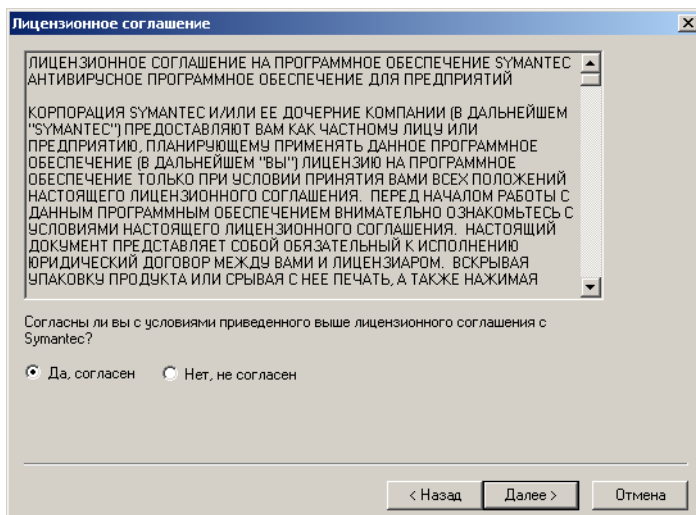 Лицензионное соглашение
ЛИЦЕНЗИОННОЕ СОГЛАШЕНИЕ НА ПРОГРАММНОЕ ОБЕСПЕЧЕНИЕ SYMANTEC
АНТИВИРУСНОЕ ПРОГРАММНОЕ ОБЕСПЕЧЕНИЕ ДЛЯ ПРЕДПРИЯТИЙ
КОРПОРАЦИЯ SYMANTEC И/ИЛИ ЕЕ ДОЧЕРНИЕ КОМПАНИИ (В ДАЛЬНЕЙШЕМ
"SYMANTEC") ПРЕДОСТАВЛЯЮТ ВАМ КАК ЧАСТНОМУ ЛИЦУ ИЛИ
ПРЕДПРИЯТИЮ, ПЛАНИРУЮЩЕМУ ПРИМЕНЯТЬ ДАННОЕ ПРОГРАММНОЕ
ОБЕСПЕЧЕНИЕ (В ДАЛЬНЕЙШЕМ "ВЫ") ЛИЦЕНЗИЮ НА ПРОГРАММНОЕ
ОБЕСПЕЧЕНИЕ ТОЛЬКО ПРИ УСЛОВИИ ПРИНЯТИЯ ВАМИ ВСЕХ ПОЛОЖЕНИЙ
НАСТОЯЩЕГО ЛИЦЕНЗИОННОГО СОГЛАШЕНИЯ. ПЕРЕД НАЧАЛОМ РАБОТЫ С
ДАННЫМ ПРОГРАММНЫМ ОБЕСПЕЧЕНИЕМ ВНИМАТЕЛЬНО ОЗНАКОМЬТЕСЬ С
УСЛОВИЯМИ НАСТОЯЩЕГО ЛИЦЕНЗИОННОГО СОГЛАШЕНИЯ. НАСТОЯЩИЙ
ДОКУМЕНТ ПРЕДСТАВЛЯЕТ СОБОЙ ОБЯЗАТЕЛЬНЫЙ К ИСПОЛНЕНИЮ
ЮРИДИЧЕСКИЙ ДОГОВОР МЕЖДУ ВАМИ И ЛИЦЕНЗИАРОМ. ВСКРЫВАЯ
УПАКОВКУ ПРОДУКТА ИЛИ СРЫВАЯ С НЕЕ ПЕЧАТЬ, А ТАКЖЕ НАЖИМАЯ
Согласны ли вы с условиями приведенного выше лицензионного соглашения с
Symantec?
Да, согласен Нет, не согласен
< Назад Далее > Отмена